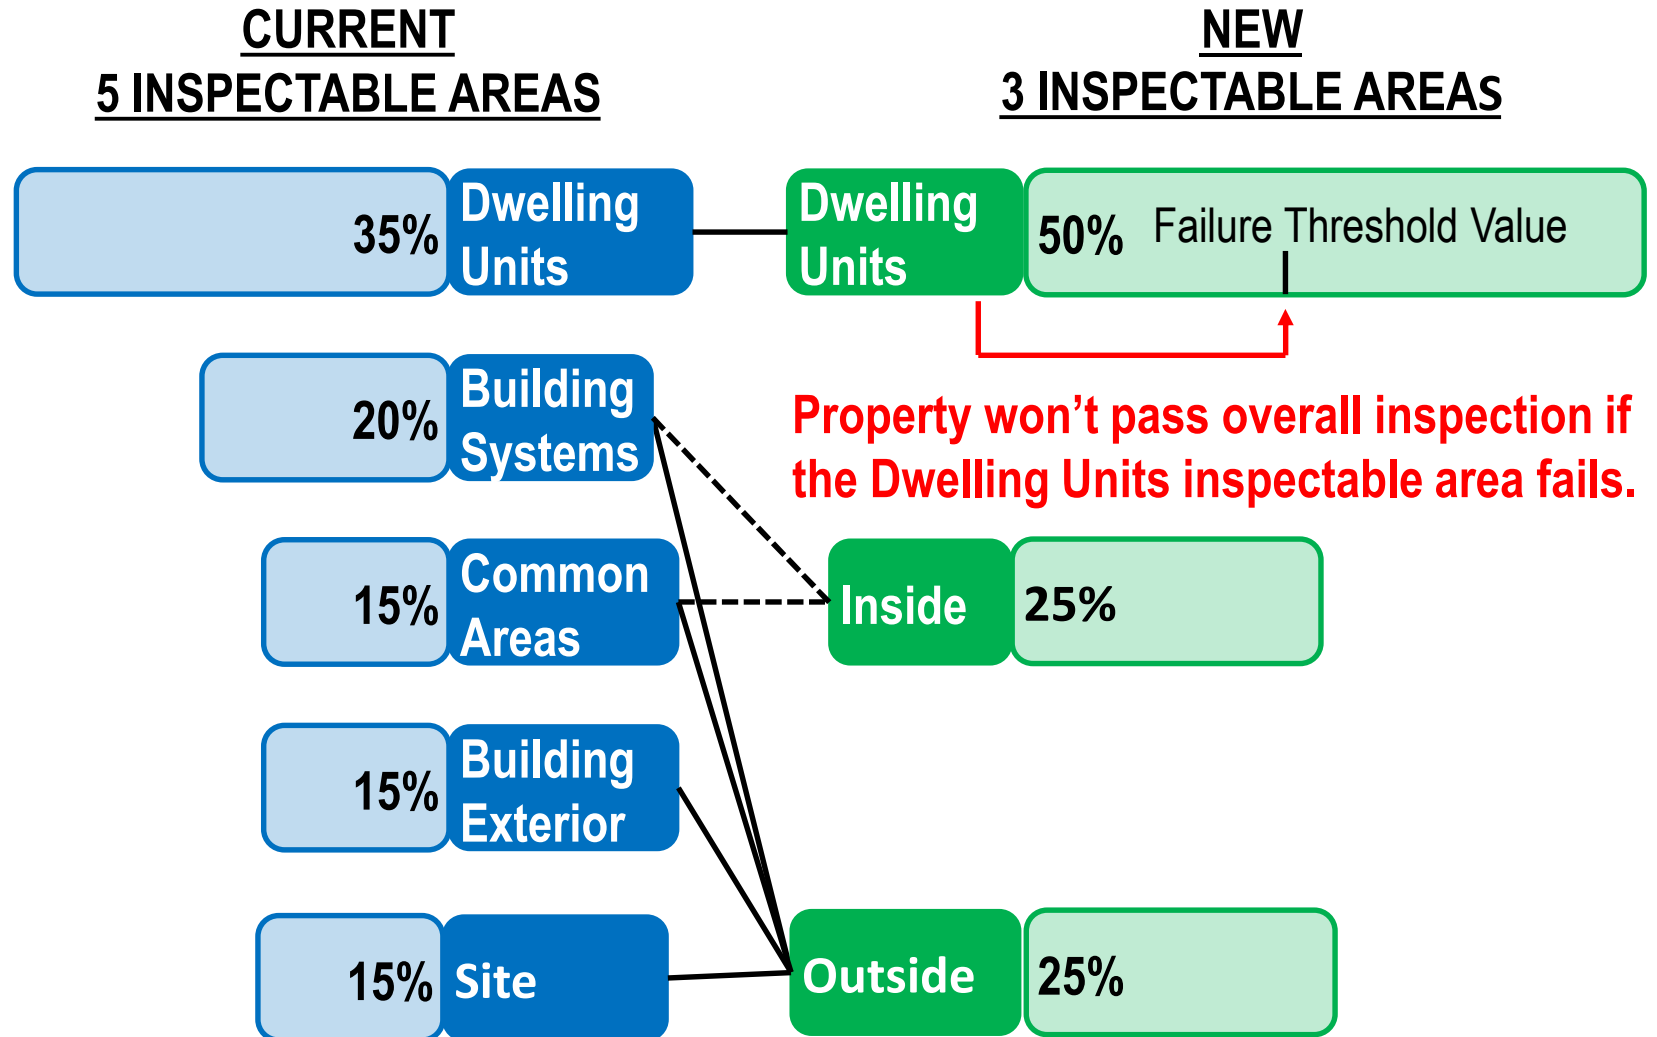 CURRENT
5 INSPECTABLE AREAS
NEW
3 INSPECTABLE AREAS
35%
Dwelling
Units
Dwelling
Units
50%
Failure Threshold Value
20%
Building
Systems
Property won’t pass overall inspection if
the Dwelling Units inspectable area fails.
15%
Common
Areas
Inside
25%
15%
Building
Exterior
15%
Site
Outside
25%